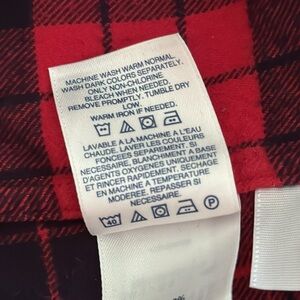 MACHINE WASH WARM NORMAL
WASH DARK COLORS SEPARATELY.
ONLY NON-CHLORINE
BLEACH WHEN NEEDED.
REMOVE PROMPTLY. TUMBLE DRY
LOW.
WARM IRON IF NEEDED.
LAVABLE A LA MACHINE A L'EAU
CHAUDE. LAVER LES COULEURS
FONCEES SEPAREMENT. SI
NECESSAIRE, BLANCHIMENT A BASE
D'AGENTS OXYGENES UNIQUEMENT
ET RINCER RAPIDEMENT. SECHAGE
EN MACHINE A TEMPERATURE
MODEREE, REPASSER SI
NECESSAIRE.
40 P
%